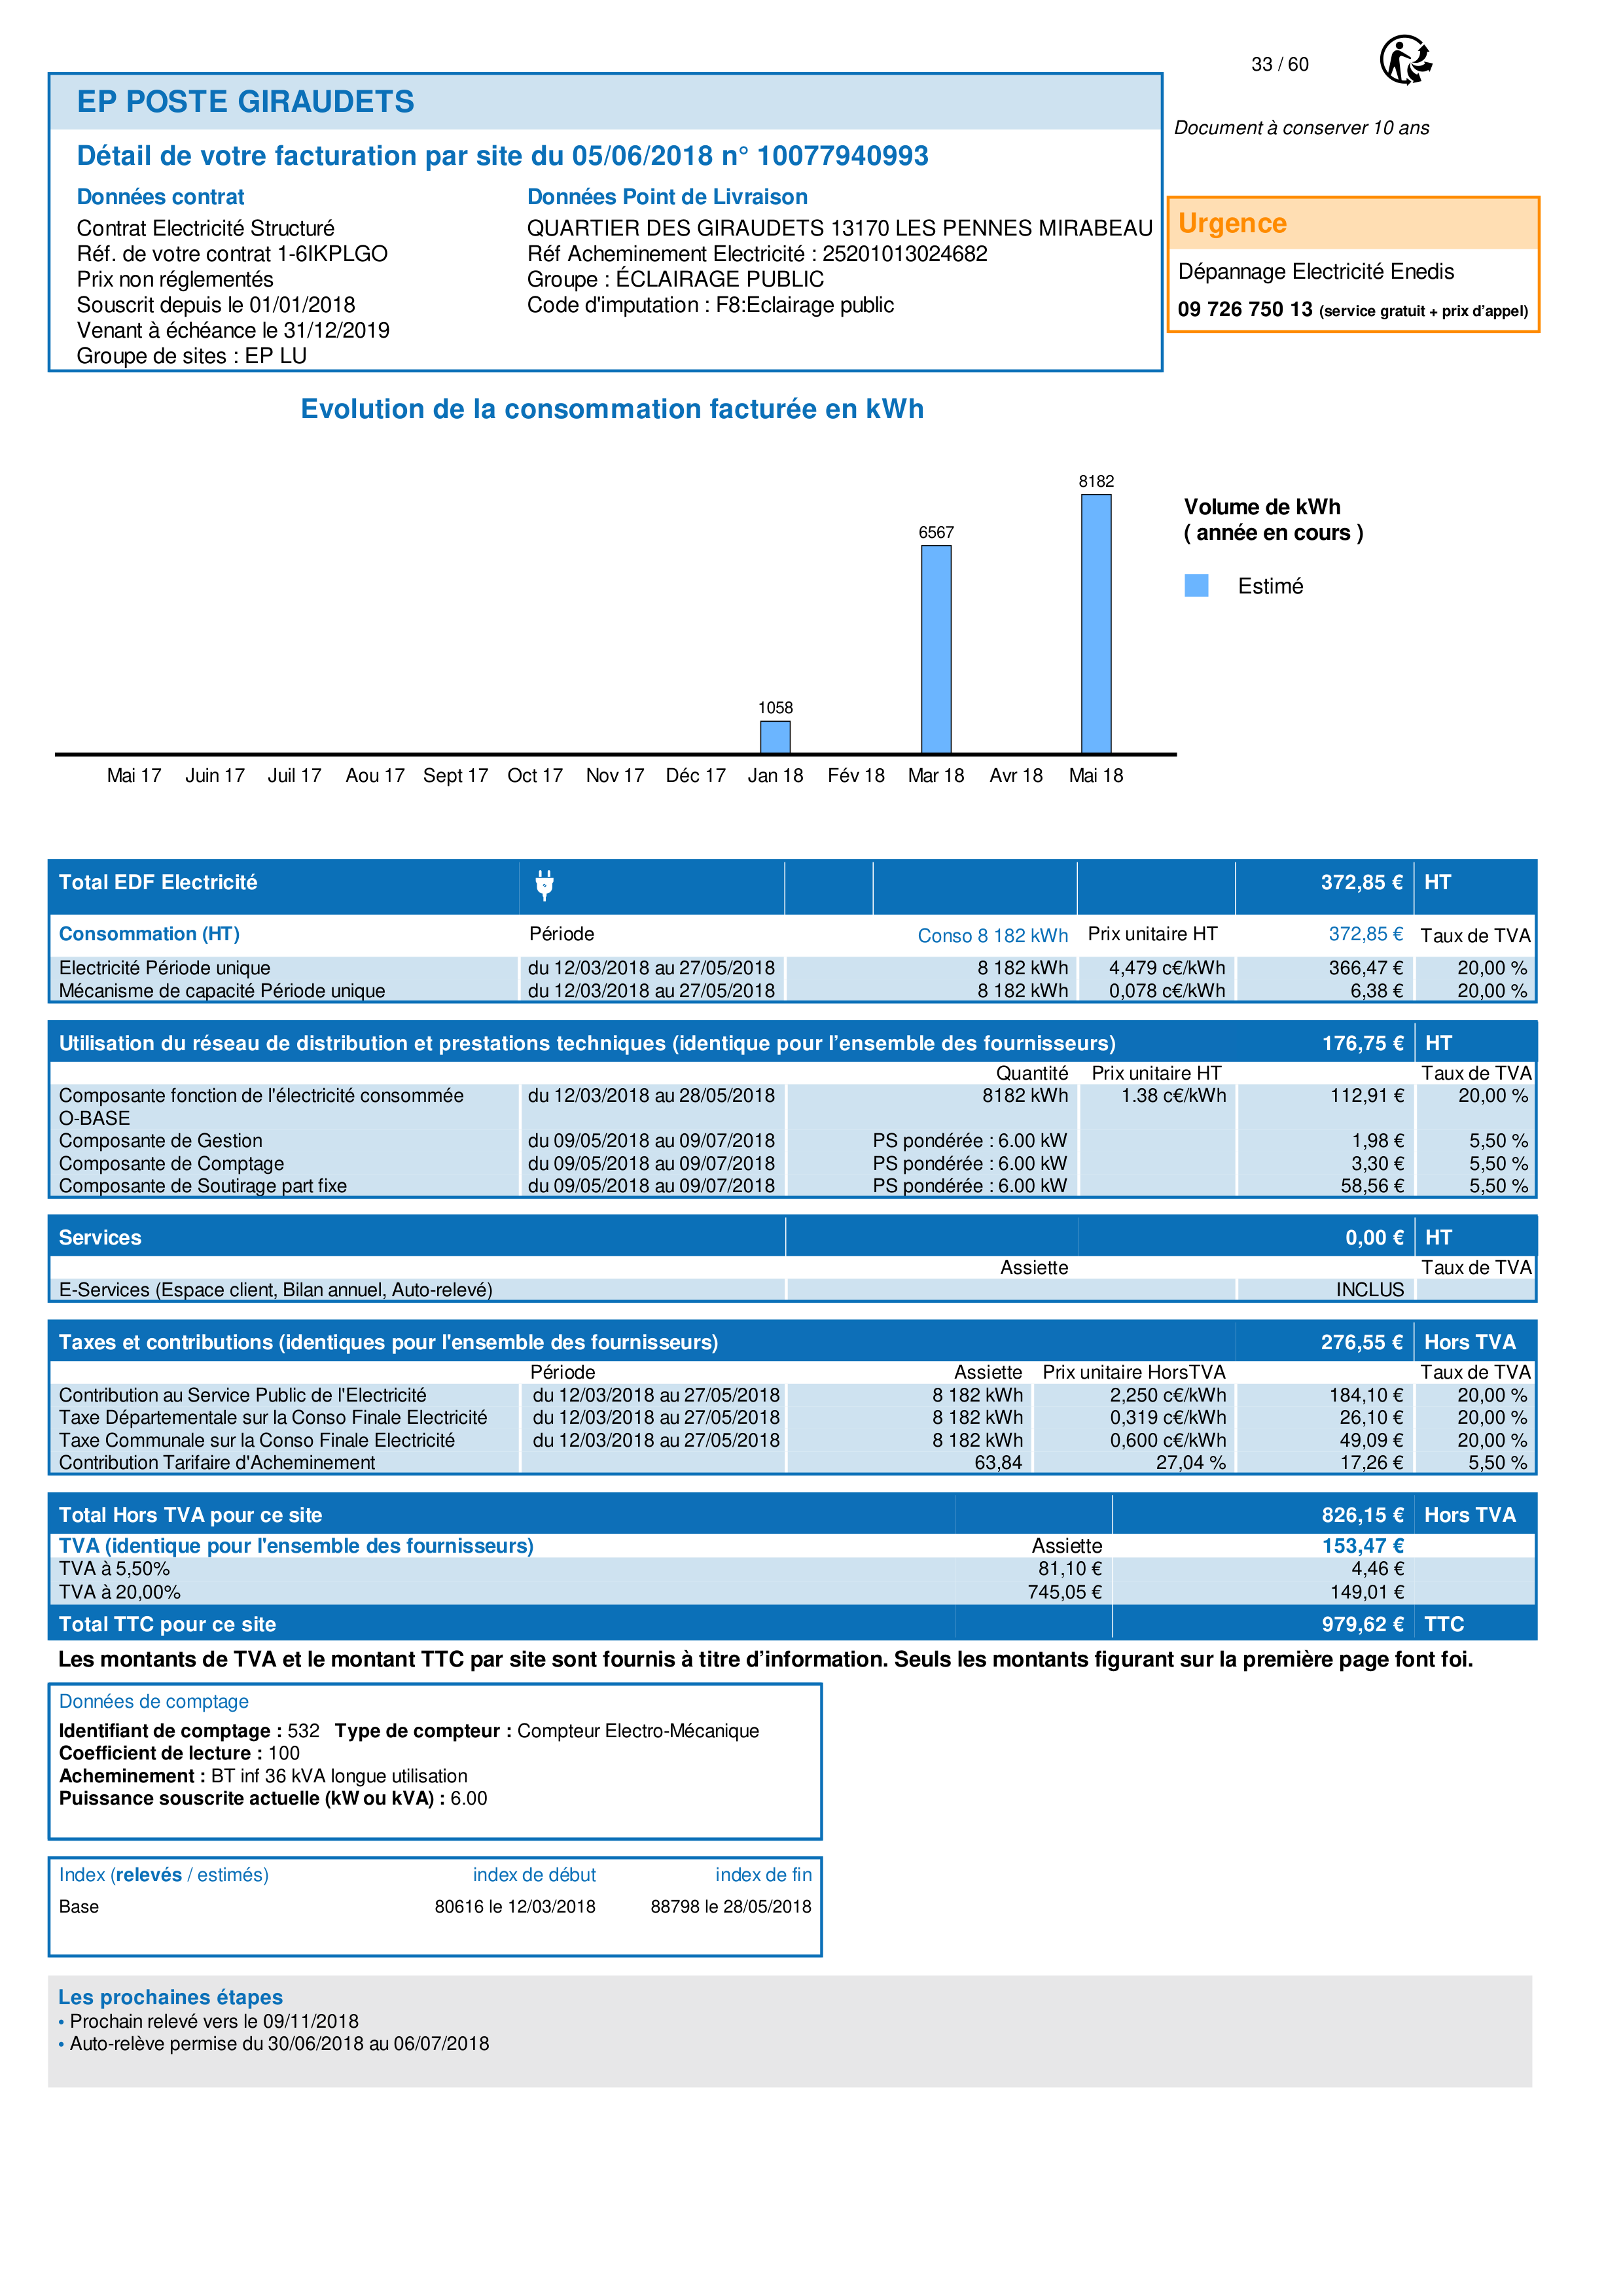 33 / 60
EP POSTE GIRAUDETS
Document à conserver 10 ans
Détail de votre facturation par site du 05/06/2018 n° 10077940993
Données contrat
Contrat Electricité Structuré
Réf. de votre contrat 1-6IKPLGO
Prix non réglementés
Souscrit depuis le 01/01/2018
Venant à échéance le 31/12/2019
Groupe de sites : EP LU
Données Point de Livraison
QUARTIER DES GIRAUDETS 13170 LES PENNES MIRABEAU
Réf Acheminement Electricité : 25201013024682
Groupe : ÉCLAIRAGE PUBLIC
Code d'imputation : F8:Eclairage public
Urgence
Dépannage Electricité Enedis
09 726 750 13 (service gratuit + prix d’appel)
Evolution de la consommation facturée en kWh
8182
6567
1058
Volume de kWh
( année en cours )
Estimé
Mai 17 Juin 17 Juil 17 Aou 17 Sept 17 Oct 17 Nov 17 Déc 17 Jan 18 Fév 18 Mar 18 Avr 18 Mai 18
Total EDF Electricité 372,85 € HT
Consommation (HT) Période Conso 8 182 kWh Prix unitaire HT 372,85 € Taux de TVA
Electricité Période unique du 12/03/2018 au 27/05/2018 8 182 kWh 4,479 c€/kWh 366,47 € 20,00 %
Mécanisme de capacité Période unique du 12/03/2018 au 27/05/2018 8 182 kWh 0,078 c€/kWh 6,38 € 20,00 %
Utilisation du réseau de distribution et prestations techniques (identique pour l’ensemble des fournisseurs) 176,75 € HT
Quantité Prix unitaire HT Taux de TVA
Composante fonction de l'électricité consommée du 12/03/2018 au 28/05/2018 8182 kWh 1.38 c€/kWh 112,91 € 20,00 %
O-BASE
Composante de Gestion du 09/05/2018 au 09/07/2018 PS pondérée : 6.00 kW 1,98 € 5,50 %
Composante de Comptage du 09/05/2018 au 09/07/2018 PS pondérée : 6.00 kW 3,30 € 5,50 %
Composante de Soutirage part fixe du 09/05/2018 au 09/07/2018 PS pondérée : 6.00 kW 58,56 € 5,50 %
Services 0,00 € HT
Assiette Taux de TVA
E-Services (Espace client, Bilan annuel, Auto-relevé) INCLUS
Taxes et contributions (identiques pour l'ensemble des fournisseurs) 276,55 € Hors TVA
Période Assiette Prix unitaire HorsTVA Taux de TVA
Contribution au Service Public de l'Electricité du 12/03/2018 au 27/05/2018 8 182 kWh 2,250 c€/kWh 184,10 € 20,00 %
Taxe Départementale sur la Conso Finale Electricité du 12/03/2018 au 27/05/2018 8 182 kWh 0,319 c€/kWh 26,10 € 20,00 %
Taxe Communale sur la Conso Finale Electricité du 12/03/2018 au 27/05/2018 8 182 kWh 0,600 c€/kWh 49,09 € 20,00 %
Contribution Tarifaire d'Acheminement 63,84 27,04 % 17,26 € 5,50 %
Total Hors TVA pour ce site 826,15 € Hors TVA
TVA (identique pour l'ensemble des fournisseurs) Assiette 153,47 €
TVA à 5,50% 81,10 € 4,46 €
TVA à 20,00% 745,05 € 149,01 €
Total TTC pour ce site 979,62 € TTC
Les montants de TVA et le montant TTC par site sont fournis à titre d’information. Seuls les montants figurant sur la première page font foi.
Données de comptage
Identifiant de comptage : 532 Type de compteur : Compteur Electro-Mécanique
Coefficient de lecture : 100
Acheminement : BT inf 36 kVA longue utilisation
Puissance souscrite actuelle (kW ou kVA) : 6.00
Index (relevés / estimés) index de début index de fin
Base 80616 le 12/03/2018 88798 le 28/05/2018
Les prochaines étapes
• Prochain relevé vers le 09/11/2018
• Auto-relève permise du 30/06/2018 au 06/07/2018